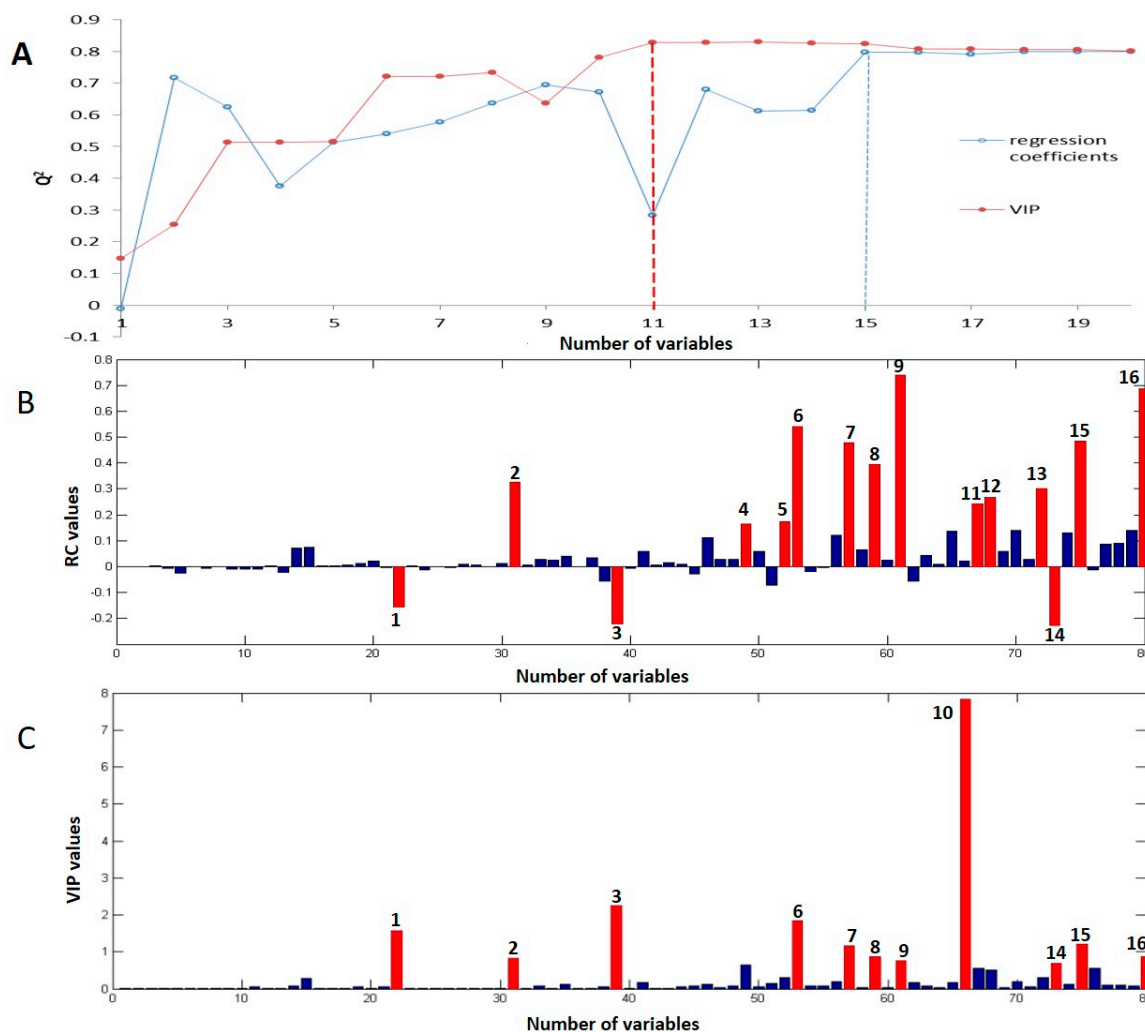 A
0.9
0.8
0.7
0.6
0.5
0.4
0.3
0.2
0.1
0
-0.1
Q²
regression
coefficients
VIP
1 3 5 7 9 11 13 15 17 19
Number of variables
B
0.8
0.7
0.6
0.5
0.4
0.3
0.2
0.1
0
-0.1
-0.2
RC values
1 2 3 4 5 6 7 8 9 11 12 13 14 15 16
0 10 20 30 40 50 60 70 80
Number of variables
C
8
7
6
5
4
3
2
1
0
VIP values
1 2 3 6 7 8 9 10 14 15 16
0 10 20 30 40 50 60 70 80
Number of variables